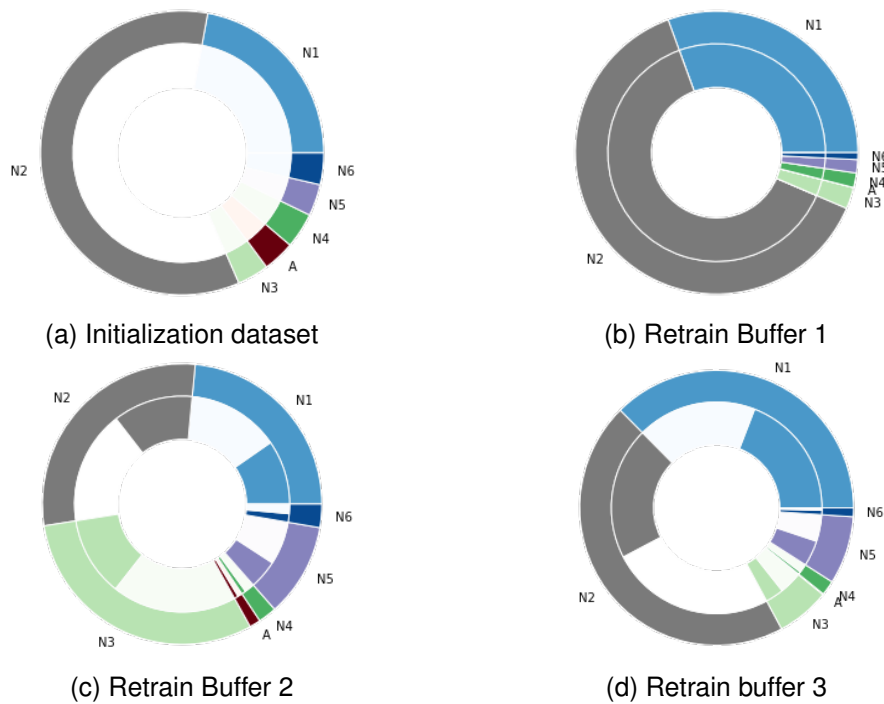 N1
N2
N6
N5
N4
A
N3
(a) Initialization dataset
N1
N6
N5
N4
A
N3
N2
(b) Retrain Buffer 1
N2
N1
N6
N5
N4
A
N3
(c) Retrain Buffer 2
N1
N6
N5
N4
A
N3
N2
(d) Retrain buffer 3